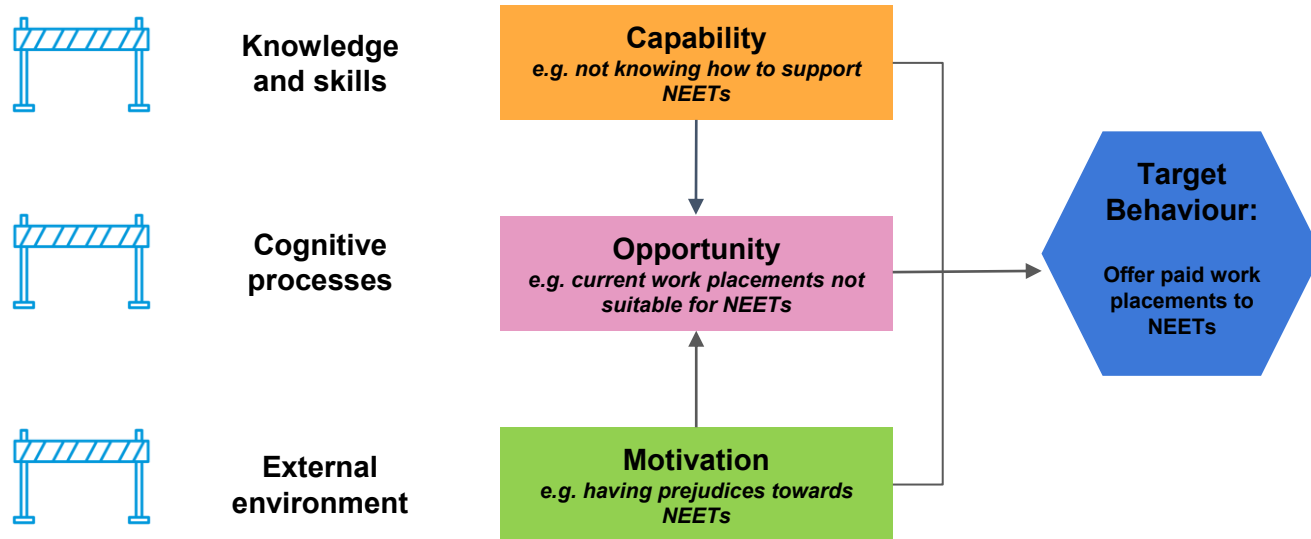 Knowledge
and skills
Capability
e.g. not knowing how to support
NEETs
Cognitive
processes
Opportunity
e.g. current work placements not
suitable for NEETs
External
environment
Motivation
e.g. having prejudices towards
NEETs
Target
Behaviour:
Offer paid work
placements to
NEETs